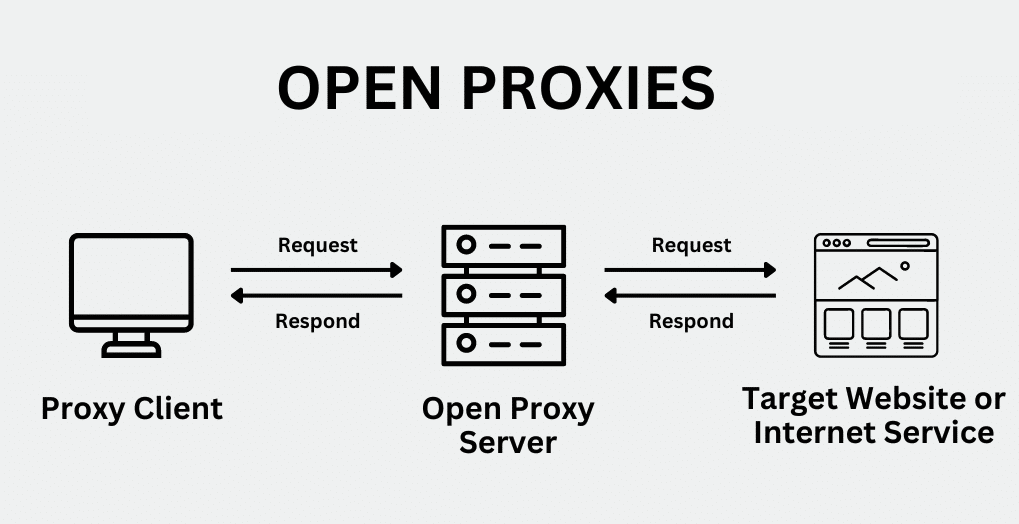 OPEN PROXIES
Request
Respond
Request
Respond
Proxy Client
Open Proxy
Server
Target Website or
Internet Service